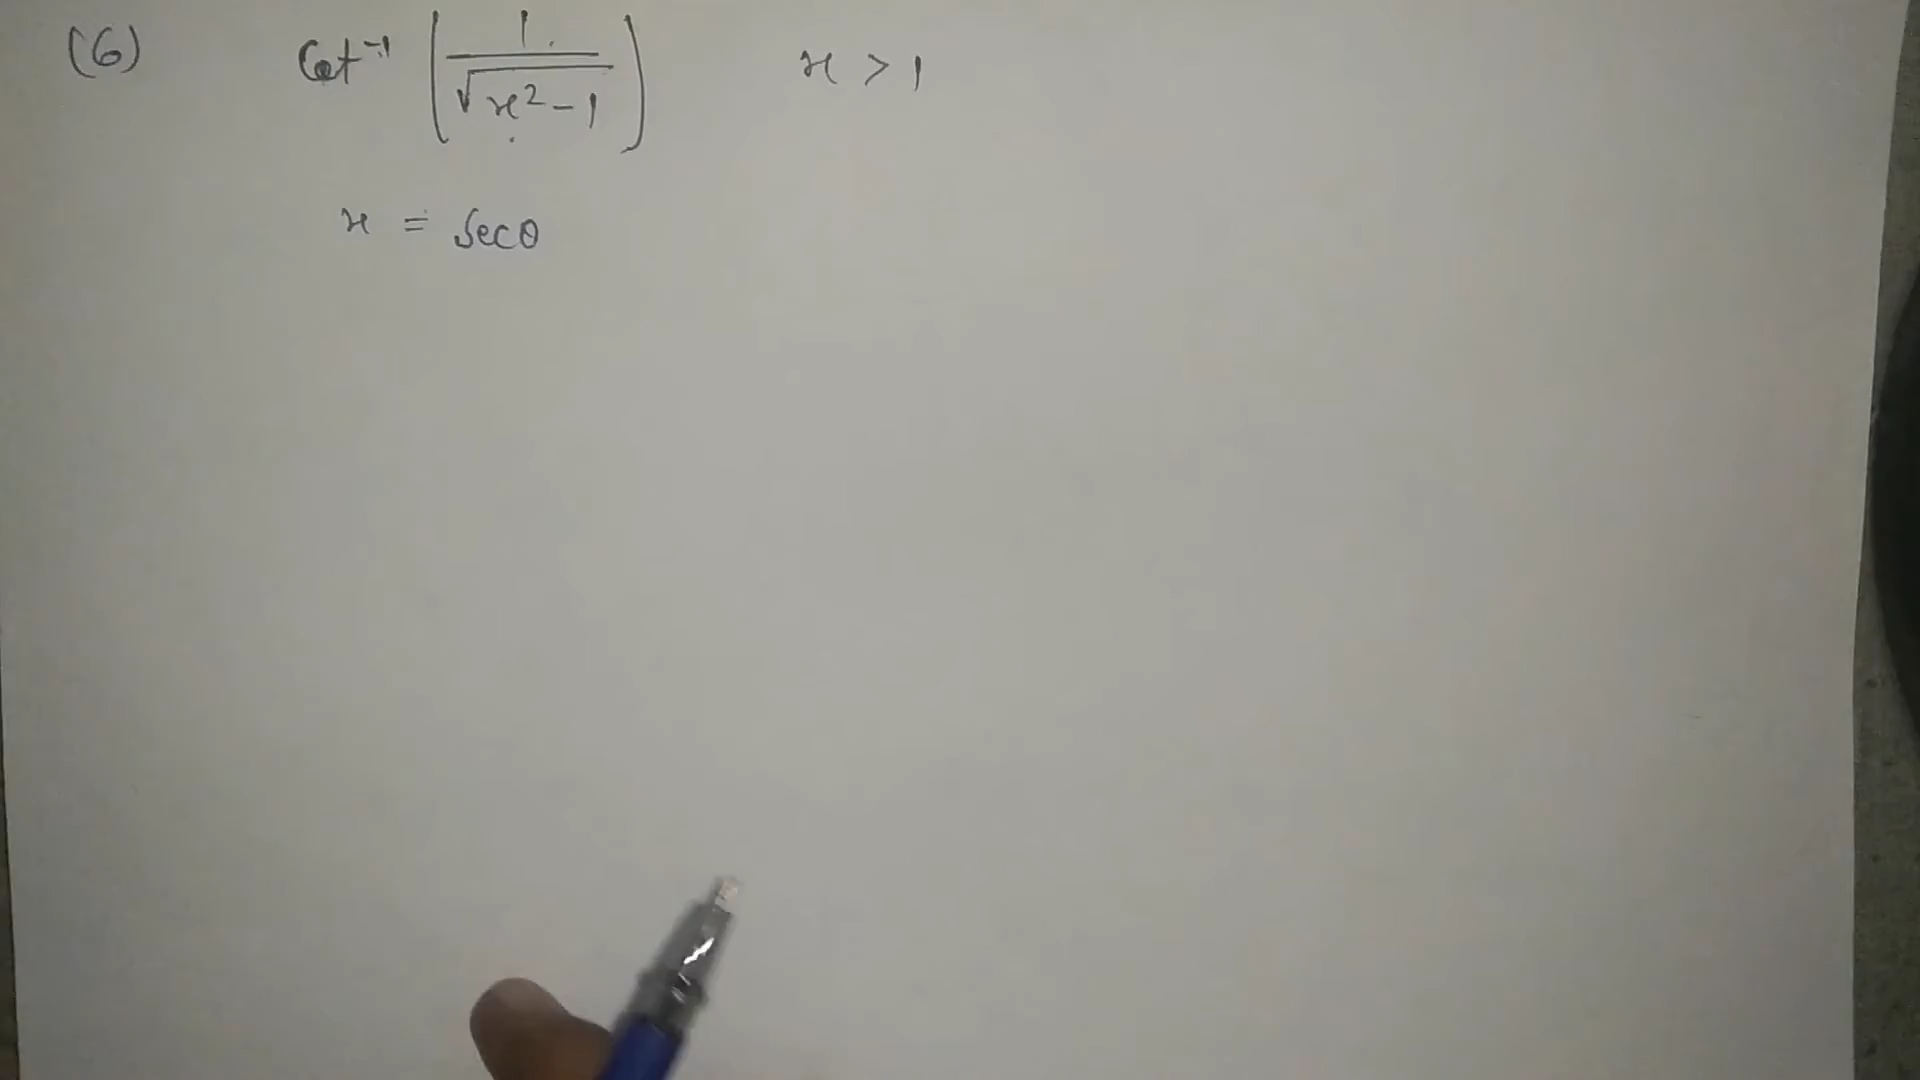 (6) Cot⁻¹ (1/√(x²-1)) x > 1
x = Secθ